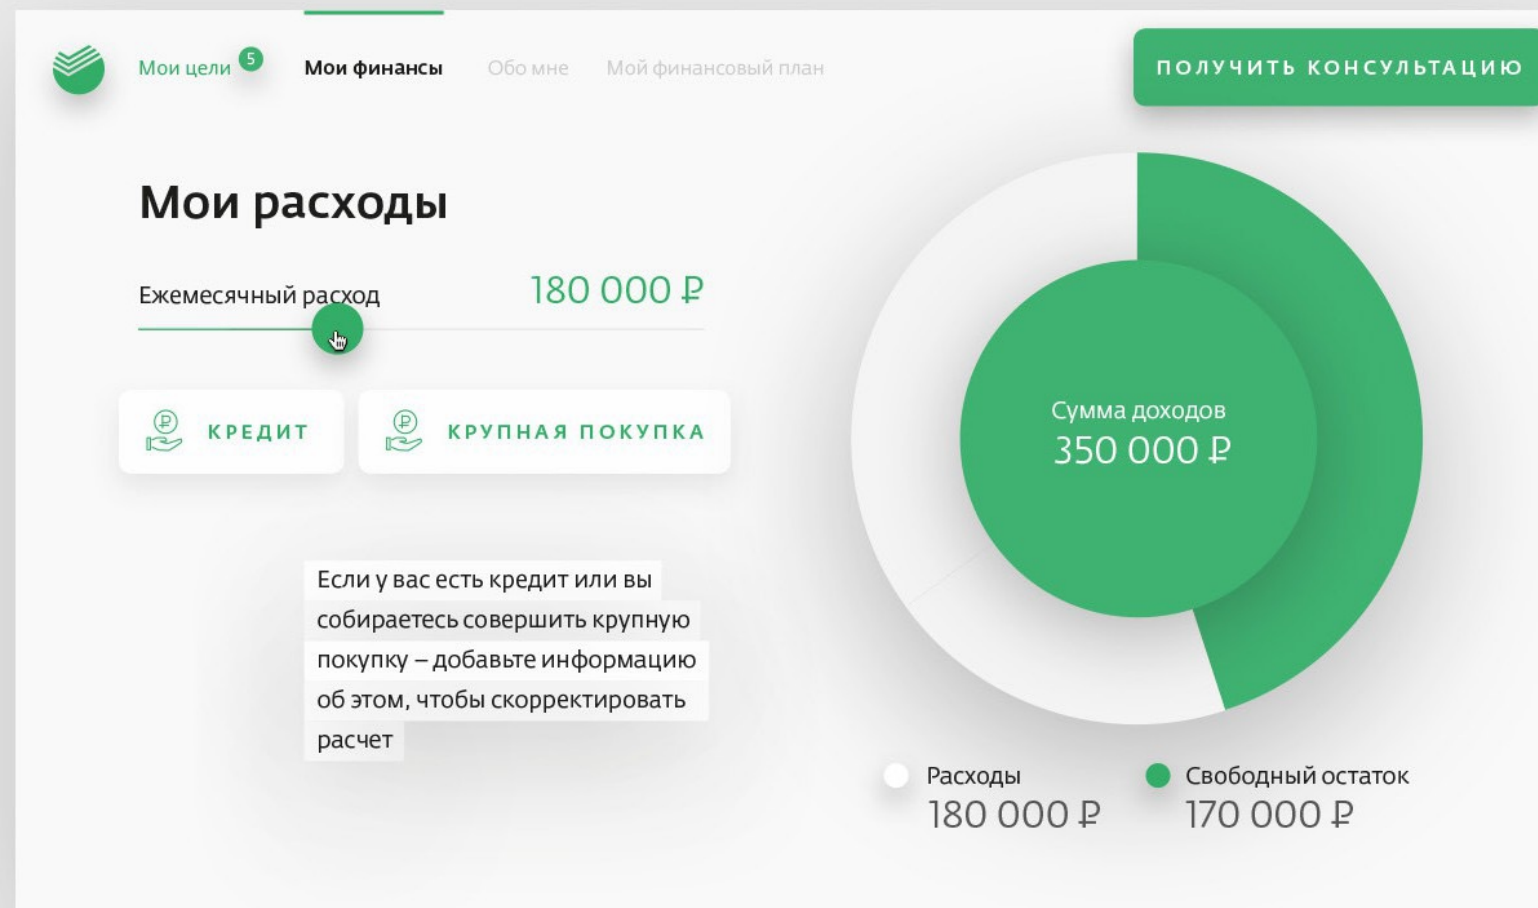 Мои цели 5 Мои финансы Обо мне Мой финансовый план ПОЛУЧИТЬ КОНСУЛЬТАЦИЮ
Мои расходы
Ежемесячный расход 180 000 ₽
КРЕДИТ КРУПНАЯ ПОКУПКА
Сумма доходов
350 000 ₽
Если у вас есть кредит или вы
собираетесь совершить крупную
покупку – добавьте информацию
об этом, чтобы скорректировать
расчет
Расходы
180 000 ₽
Свободный остаток
170 000 ₽